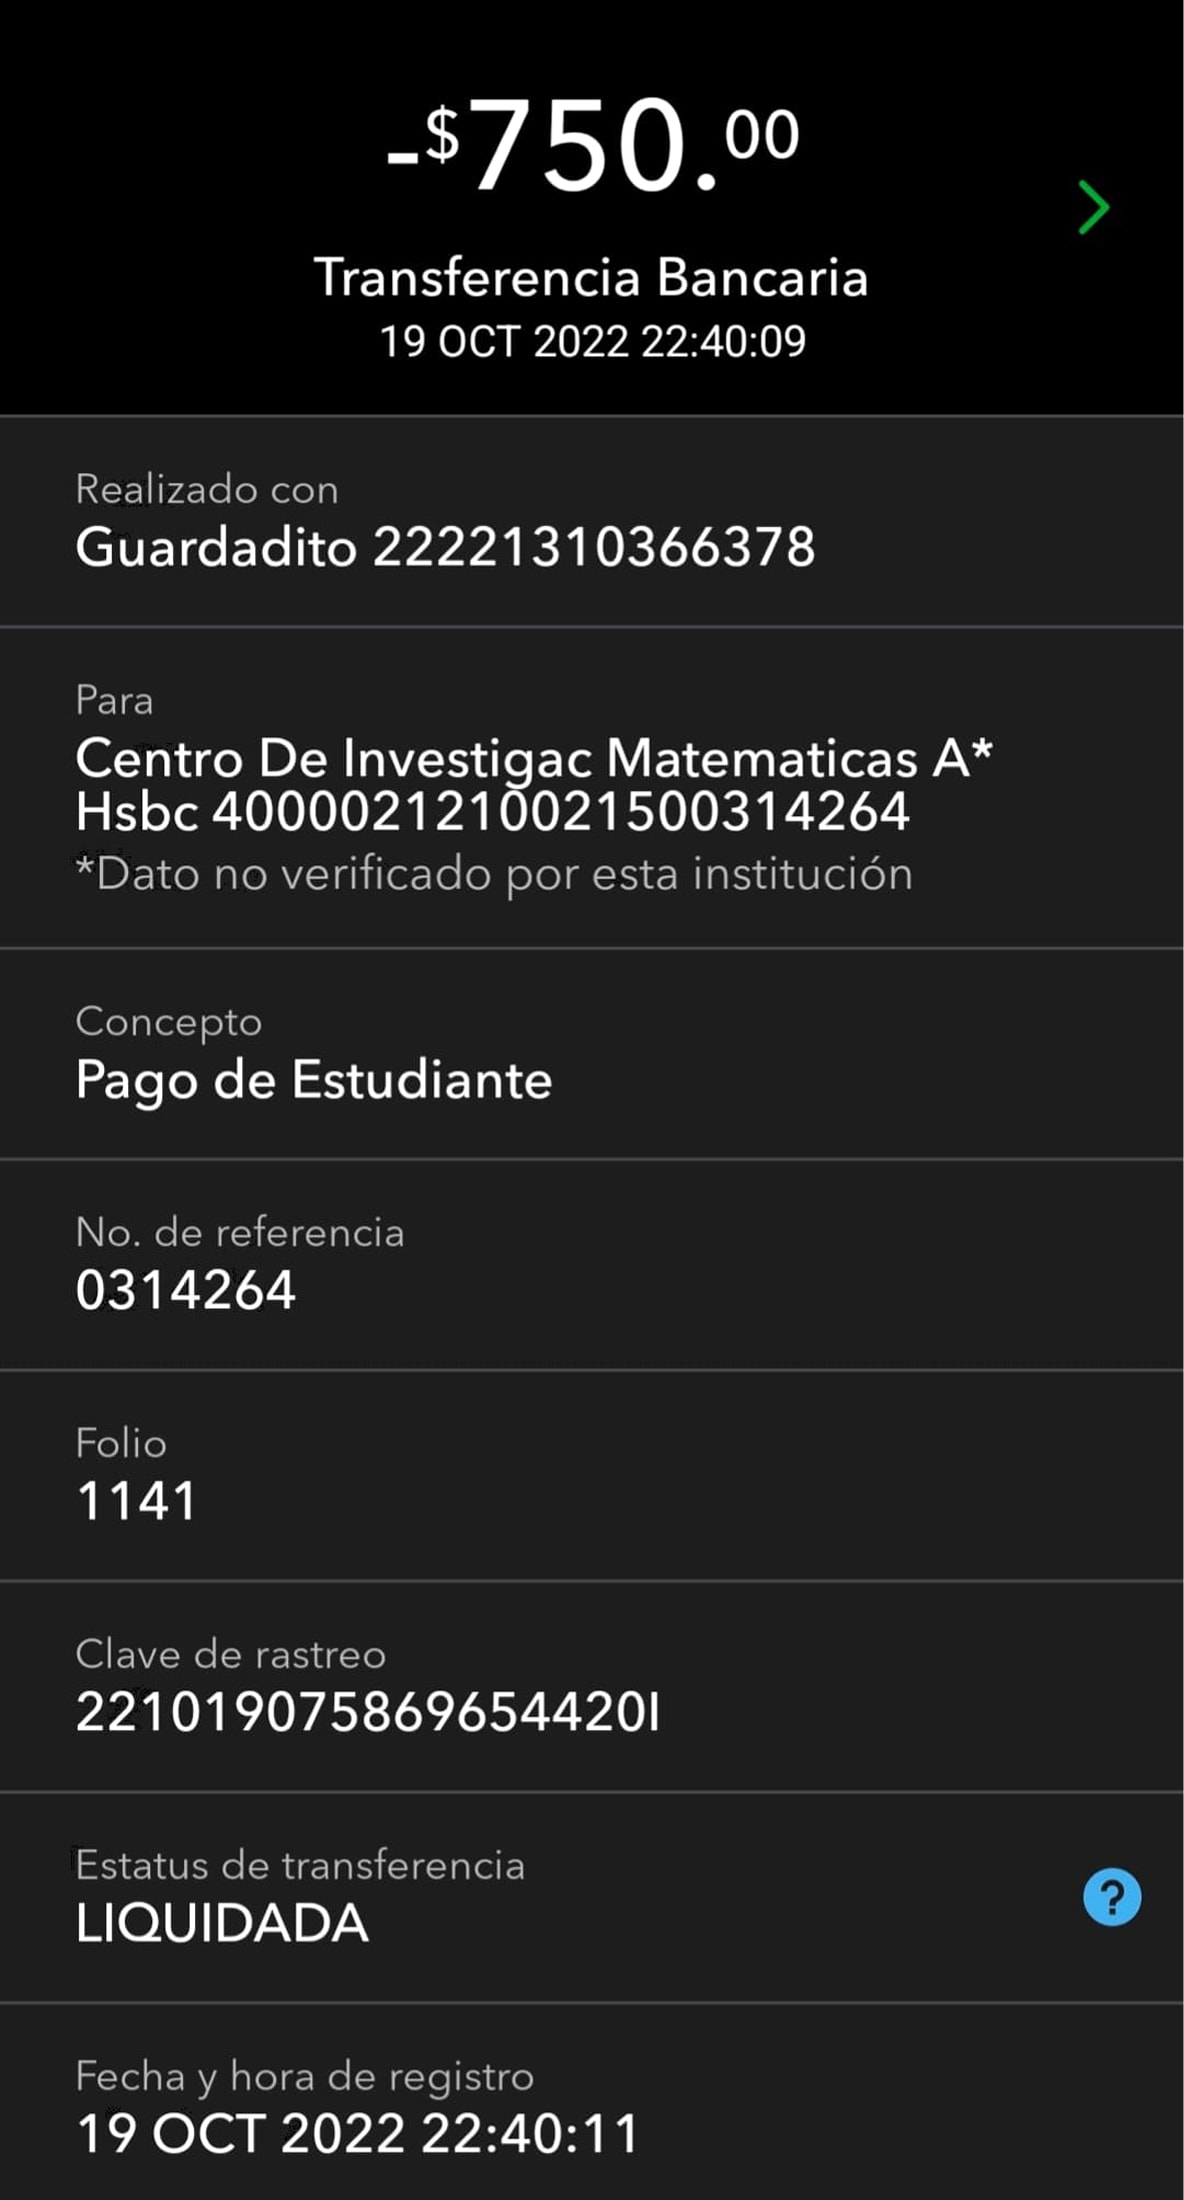 -$750.00
Transferencia Bancaria
19 OCT 2022 22:40:09
Realizado con
Guardadito 22221310366378
Para
Centro De Investigac Matematicas A*
Hsbc 4000021210021500314264
*Dato no verificado por esta institución
Concepto
Pago de Estudiante
No. de referencia
0314264
Folio
1141
Clave de rastreo
221019075869654420I
Estatus de transferencia
LIQUIDADA
?
Fecha y hora de registro
19 OCT 2022 22:40:11